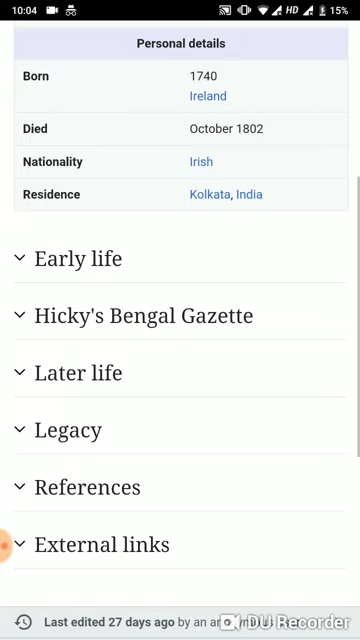 10:04 HD 15%
Personal details
Born 1740
Ireland
Died October 1802
Nationality Irish
Residence Kolkata, India
Early life
Hicky's Bengal Gazette
Later life
Legacy
References
External links
Last edited 27 days ago by an
DU Recorder